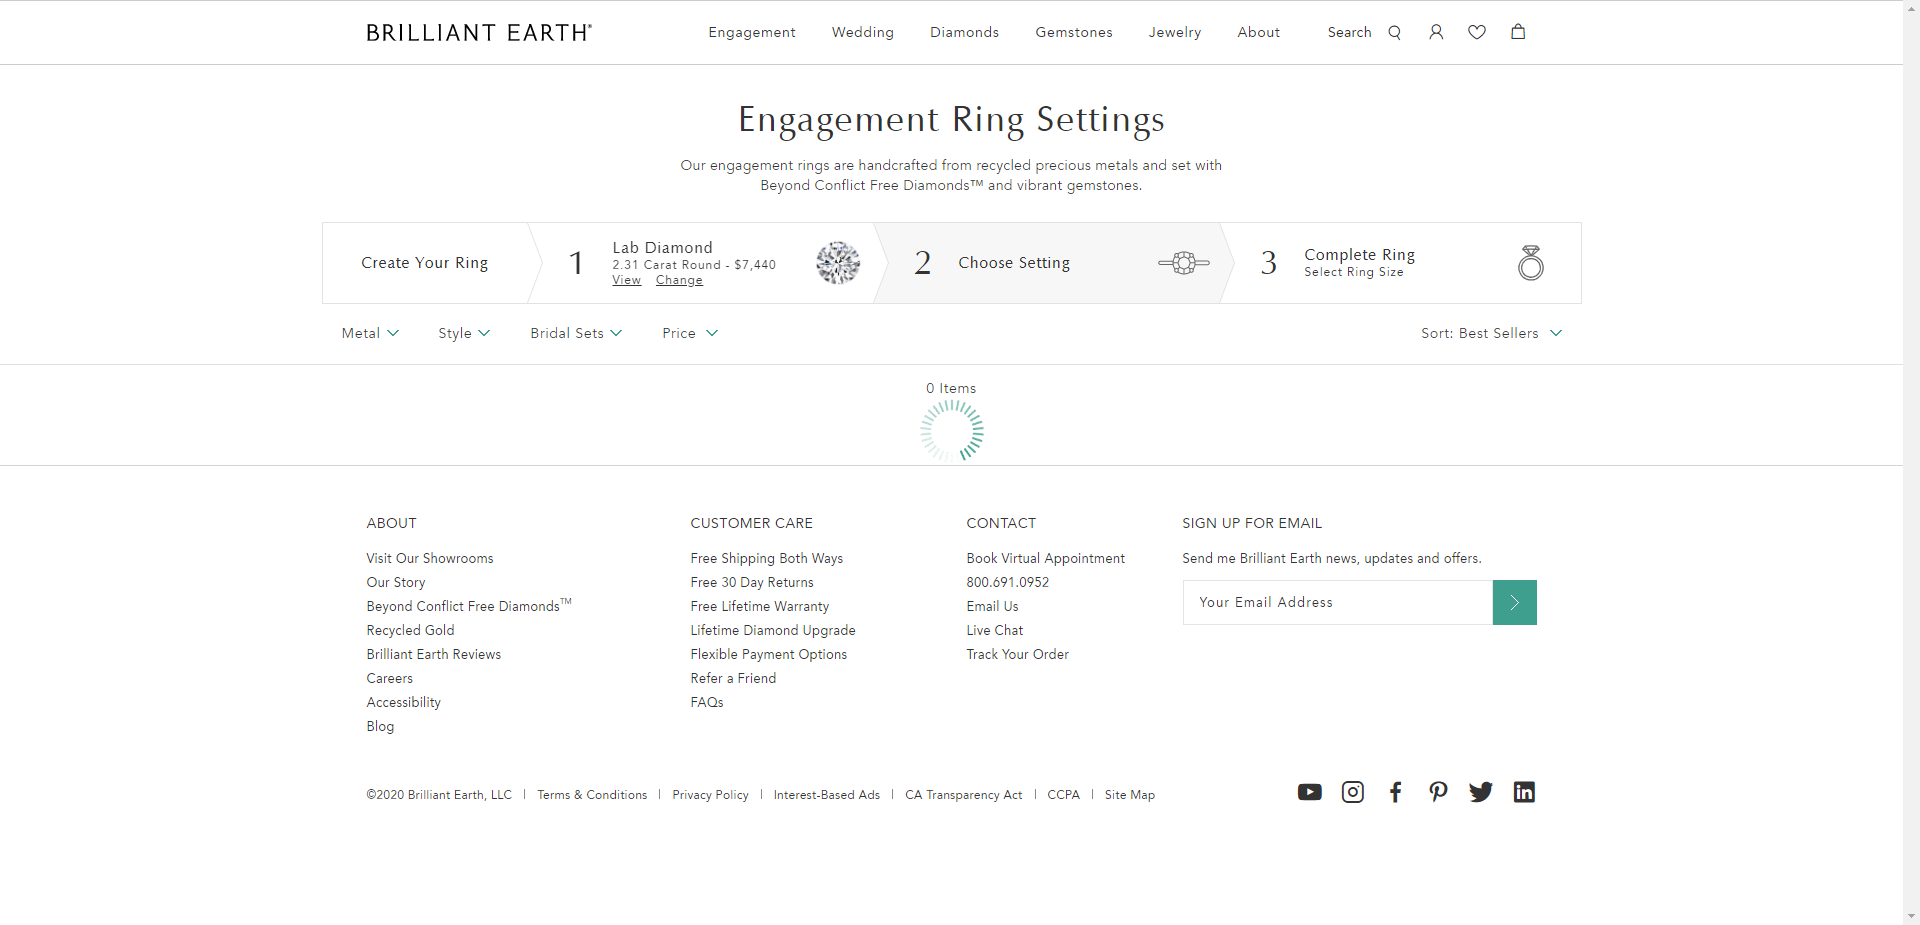 BRILLIANT EARTH®
Engagement Wedding Diamonds Gemstones Jewelry About Search
Engagement Ring Settings
Our engagement rings are handcrafted from recycled precious metals and set with
Beyond Conflict Free Diamonds™ and vibrant gemstones.
Create Your Ring
1
Lab Diamond
2.31 Carat Round - $7,440
View Change
2
Choose Setting
3
Complete Ring
Select Ring Size
Metal Style Bridal Sets Price Sort: Best Sellers
0 Items
ABOUT
Visit Our Showrooms
Our Story
Beyond Conflict Free Diamonds™
Recycled Gold
Brilliant Earth Reviews
Careers
Accessibility
Blog
CUSTOMER CARE
Free Shipping Both Ways
Free 30 Day Returns
Free Lifetime Warranty
Lifetime Diamond Upgrade
Flexible Payment Options
Refer a Friend
FAQs
CONTACT
Book Virtual Appointment
800.691.0952
Email Us
Live Chat
Track Your Order
SIGN UP FOR EMAIL
Send me Brilliant Earth news, updates and offers.
Your Email Address
©2020 Brilliant Earth, LLC | Terms & Conditions | Privacy Policy | Interest-Based Ads | CA Transparency Act | CCPA | Site Map